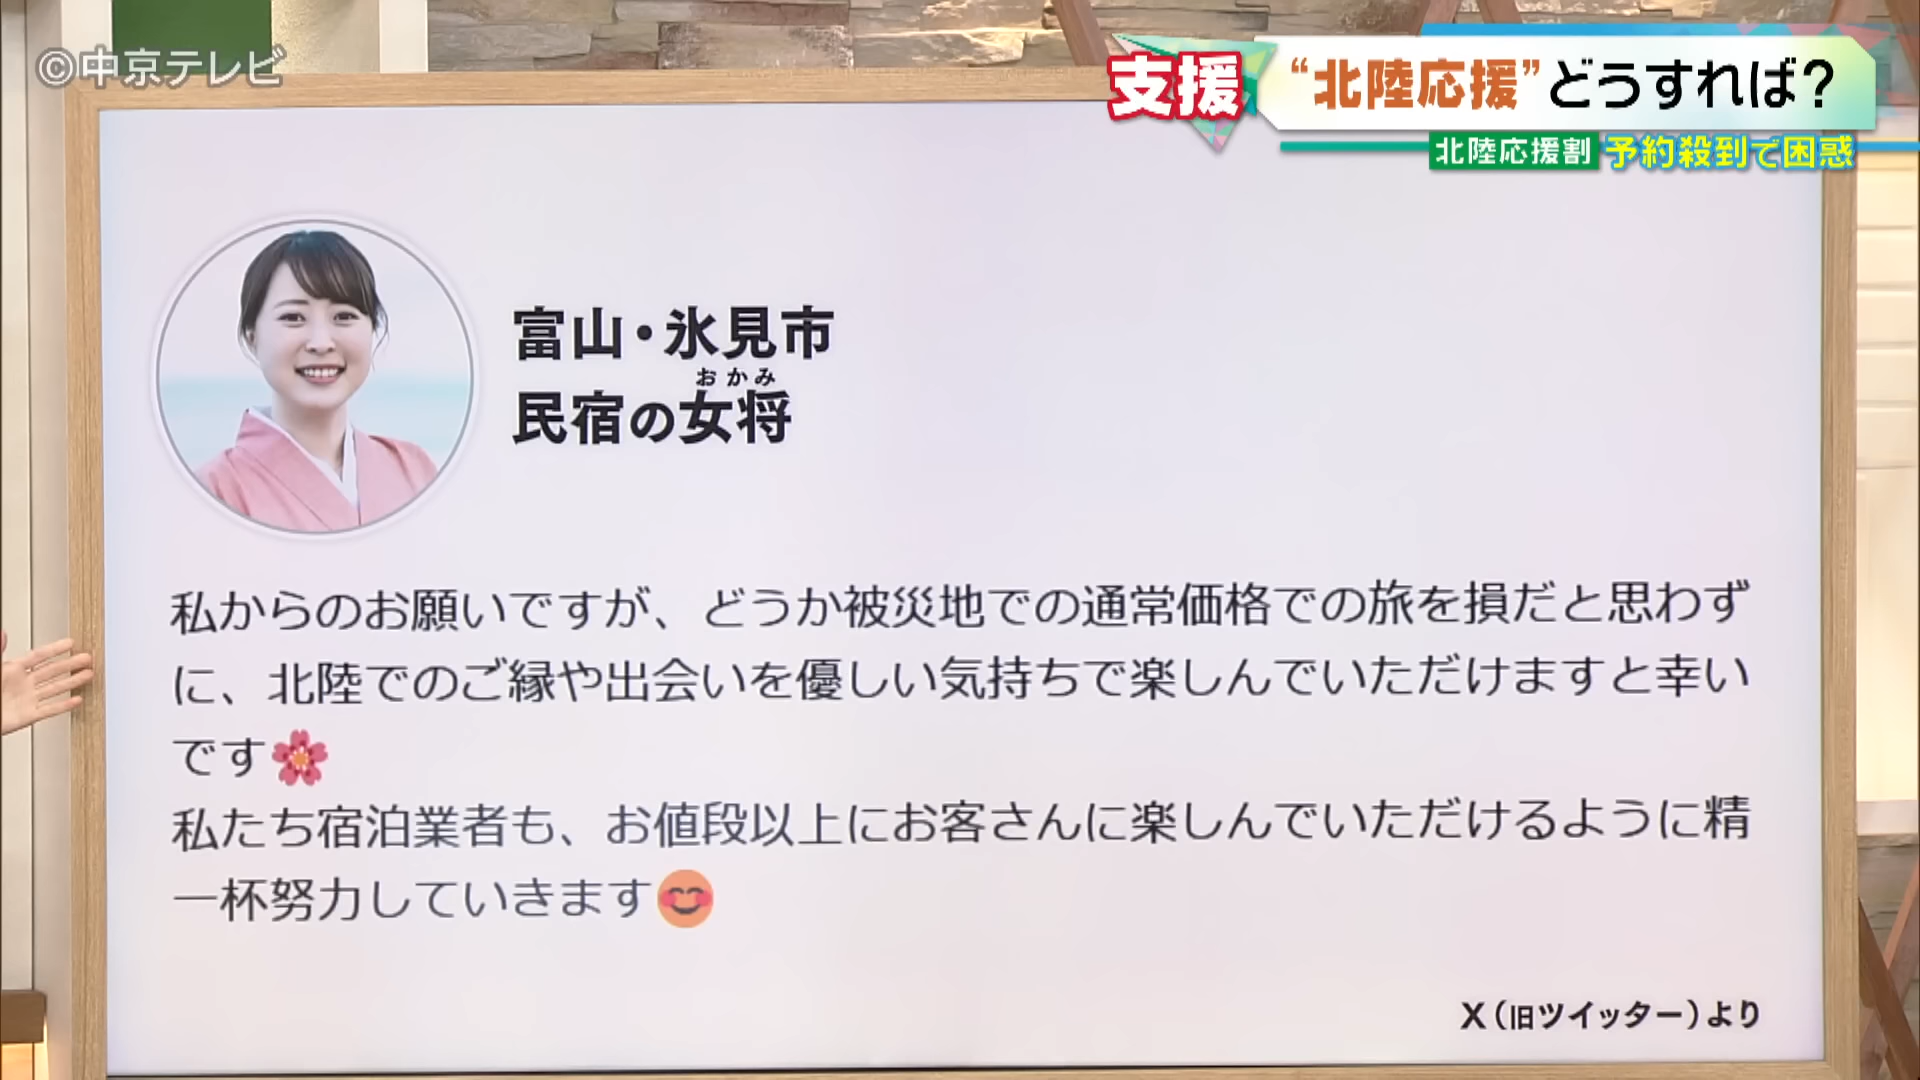 ©中京テレビ
支援
“北陸応援”どうすれば?
北陸応援割 予約殺到で困惑
富山・氷見市
おかみ
民宿の女将
私からのお願いですが、どうか被災地での通常価格での旅を損だと思わず
に、北陸でのご縁や出会いを優しい気持ちで楽しんでいただけますと幸い
です🌸
私たち宿泊業者も、お値段以上にお客さんに楽しんでいただけるように精
一杯努力していきます😊
X(旧ツイッター)より